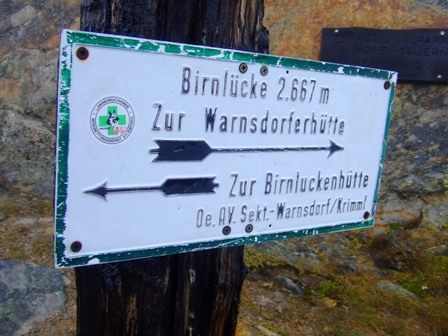 Birnlücke 2.667 m
Zur Warnsdorferhütte
Zur Birnluckenhütte
Oe. AV. Sekt.-Warnsdorf/Krimml